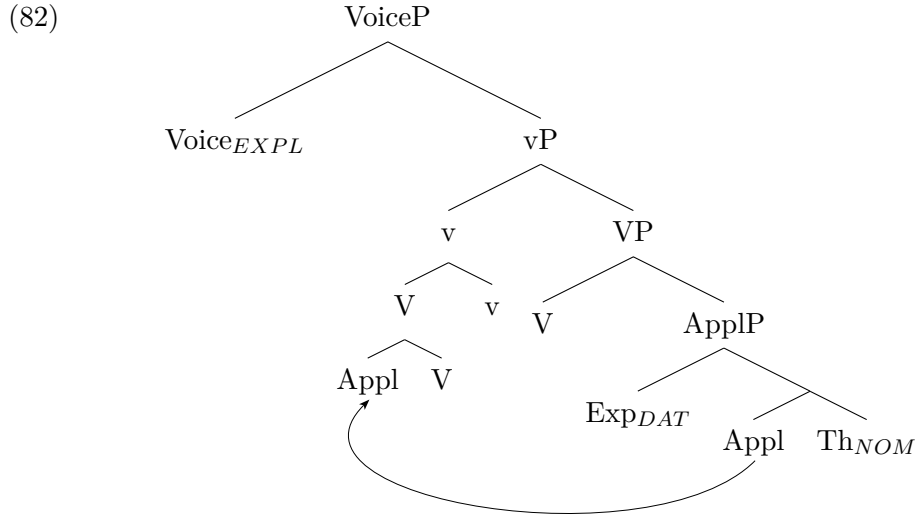 (82) VoiceP
Voice_EXPL vP
v VP
V v V ApplP
Appl V Exp_DAT
Appl Th_NOM